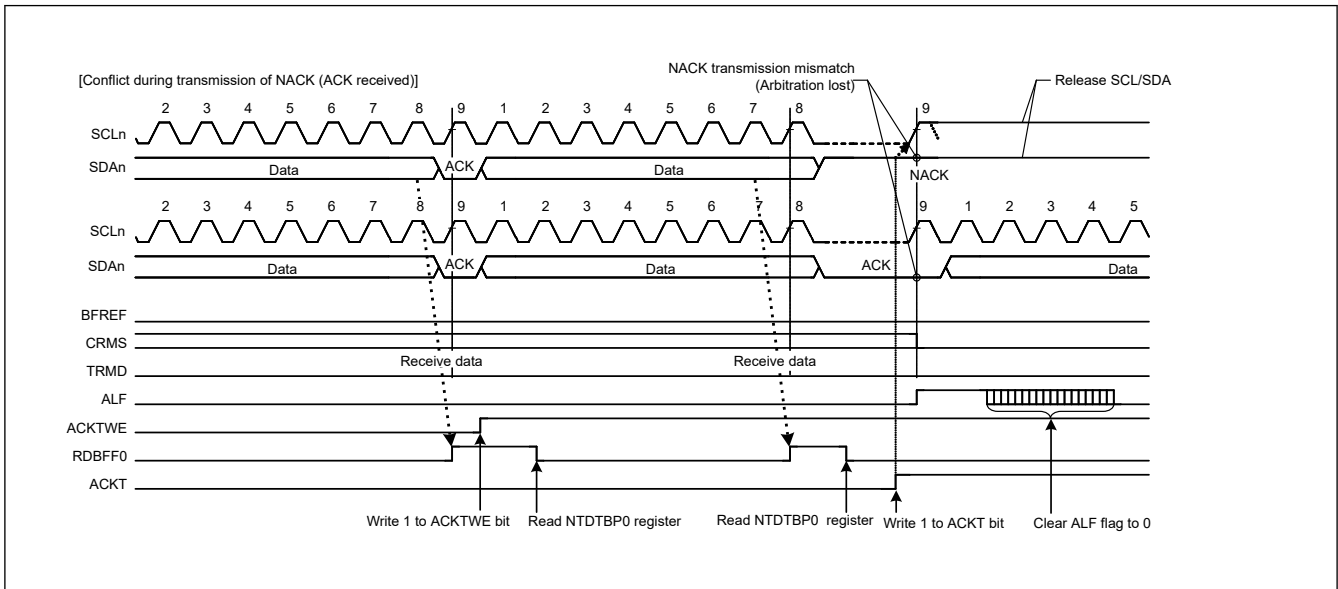 [Conflict during transmission of NACK (ACK received)]
NACK transmission mismatch
(Arbitration lost)
Release SCL/SDA
2 3 4 5 6 7 8 9 1 2 3 4 5 6 7 8 9
SCLn
SDAn
Data ACK Data NACK
2 3 4 5 6 7 8 9 1 2 3 4 5 6 7 8 9 1 2 3 4 5
SCLn
SDAn
Data ACK Data ACK Data
BFREF
CRMS
Receive data Receive data
TRMD
ALF
ACKTWE
RDBFF0
ACKT
Write 1 to ACKTWE bit Read NTDTBP0 register Read NTDTBP0 register Write 1 to ACKT bit Clear ALF flag to 0